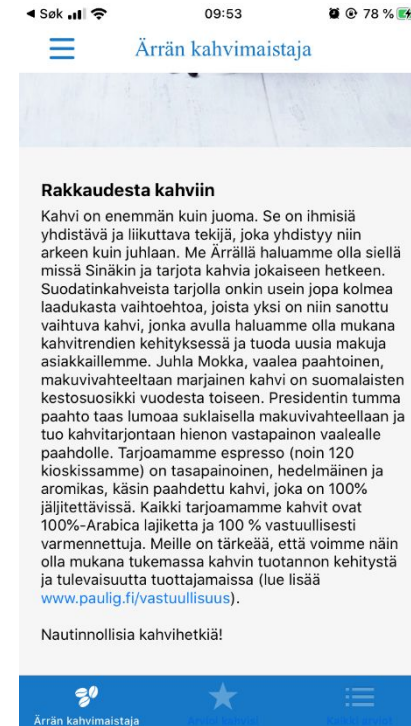 Søk
09:53
78 %
Ärrän kahvimaistaja
Rakkaudesta kahviin
Kahvi on enemmän kuin juoma. Se on ihmisiä
yhdistävä ja liikuttava tekijä, joka yhdistyy niin
arkeen kuin juhlaan. Me Ärrällä haluamme olla siellä
missä Sinäkin ja tarjota kahvia jokaiseen hetkeen.
Suodatinkahveista tarjolla onkin usein jopa kolmea
laadukasta vaihtoehtoa, joista yksi on niin sanottu
vaihtuva kahvi, jonka avulla haluamme olla mukana
kahvitrendien kehityksessä ja tuoda uusia makuja
asiakkaillemme. Juhla Mokka, vaalea paahtoinen,
makuvivahteeltaan marjainen kahvi on suomalaisten
kestosuosikki vuodesta toiseen. Presidentin tumma
paahto taas lumoaa suklaisella makuvivahteellaan ja
tuo kahvitarjontaan hienon vastapainon vaalealle
paahdolle. Tarjoamamme espresso (noin 120
kioskissamme) on tasapainoinen, hedelmäinen ja
aromikas, käsin paahdettu kahvi, joka on 100%
jäljitettävissä. Kaikki tarjoamamme kahvit ovat
100%-Arabica lajiketta ja 100 % vastuullisesti
varmennettuja. Meille on tärkeää, että voimme näin
olla mukana tukemassa kahvin tuotannon kehitystä
ja tulevaisuutta tuottajamaissa (lue lisää
www.paulig.fi/vastuullisuus).
Nautinnollisia kahvihetkiä!
Ärrän kahvimaistaja